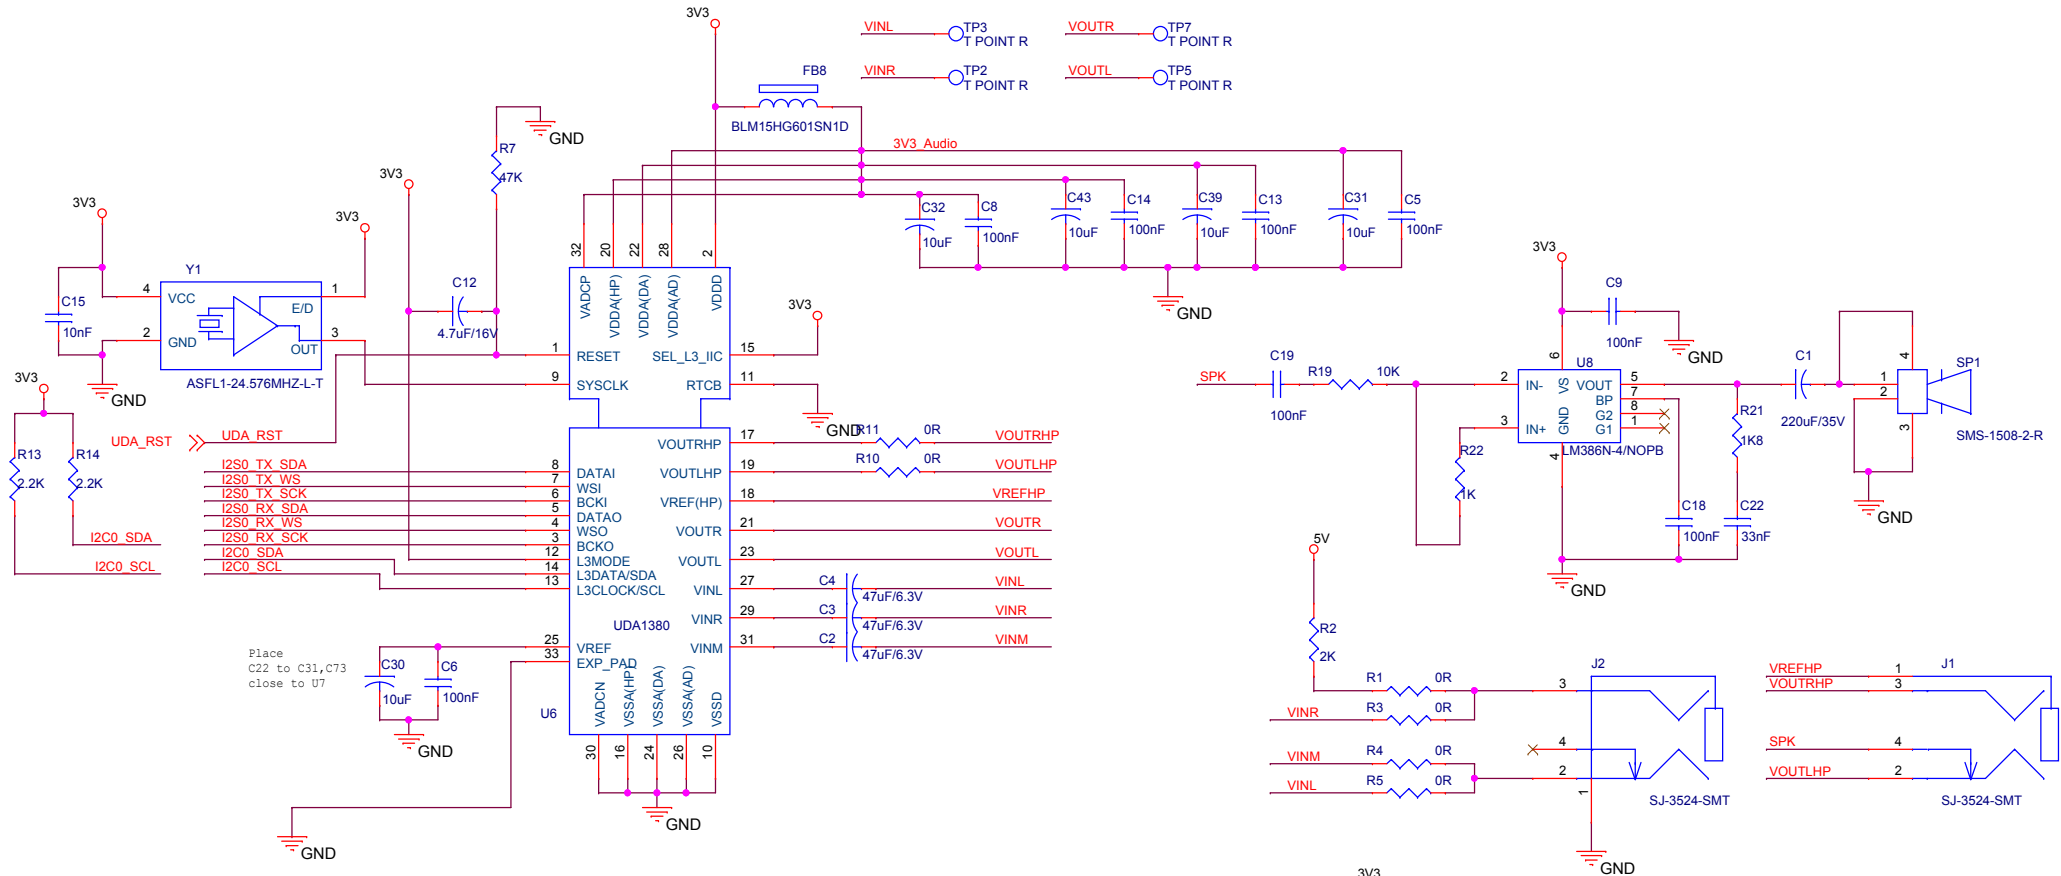 3V3
VINL
TP3
T POINT R
VOUTR
TP7
T POINT R
VINR
TP2
T POINT R
VOUTL
TP5
T POINT R
FB8
BLM15HG601SN1D
GND
3V3_Audio
R7
47K
3V3
3V3
3V3
C32
10uF
C8
100nF
C43
10uF
C14
100nF
C39
10uF
C13
100nF
C31
10uF
C5
100nF
GND
32
20
22
28
2
VADCP
VDDA(HP)
VDDA(DA)
VDDA(AD)
VDDD
Y1
C15
10nF
4
VCC
2
GND
1
E/D
3
OUT
ASFL1-24.576MHZ-L-T
GND
C12
4.7uF/16V
3V3
1
RESET
9
SYSCLK
SEL_L3_IIC
15
RTCB
11
GND
3V3
R13
2.2K
R14
2.2K
UDA_RST
UDA_RST
I2S0_TX_SDA
I2S0_TX_WS
I2S0_TX_SCK
I2S0_RX_SDA
I2S0_RX_WS
I2S0_RX_SCK
I2C0_SDA
I2C0_SCL
I2C0_SDA
I2C0_SCL
8
DATAI
7
WSI
6
BCKI
5
DATAO
4
WSO
3
BCKO
12
L3MODE
14
L3DATA/SDA
13
L3CLOCK/SCL
25
VREF
33
EXP_PAD
UDA1380
U6
VOUTRHP
17
R11
0R
VOUTRHP
VOUTLHP
19
R10
0R
VOUTLHP
VREF(HP)
18
VREFHP
VOUTR
21
VOUTR
VOUTL
23
VOUTL
VINL
27
C4
47uF/6.3V
VINL
VINR
29
C3
47uF/6.3V
VINR
VINM
31
C2
47uF/6.3V
VINM
Place
C22 to C31,C73
close to U7
C30
10uF
C6
100nF
GND
VADCN
VSSA(HP)
VSSA(DA)
VSSA(AD)
VSSD
30
16
24
26
10
GND
GND
3V3
C9
100nF
GND
SPK
C19
100nF
R19
10K
R22
1K
U8
6
VS
2
IN-
3
IN+
VOUT
5
BP
7
G2
8
G1
1
GND
4
LM386N-4/NOPB
C1
220uF/35V
R21
1K8
C18
100nF
C22
33nF
GND
4
1
2
3
SP1
SMS-1508-2-R
GND
5V
R2
2K
R1
0R
VINR
R3
0R
VINM
R4
0R
VINL
R5
0R
J2
3
4
2
1
SJ-3524-SMT
GND
J1
VREFHP
1
VOUTRHP
3
SPK
4
VOUTLHP
2
SJ-3524-SMT
3V3